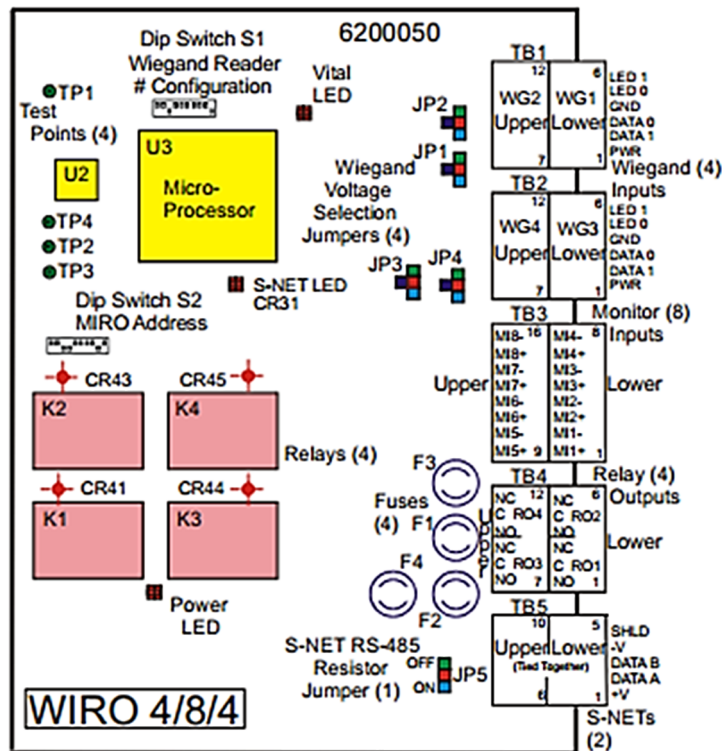 6200050
Dip Switch S1
Wiegand Reader
# Configuration
Vital
LED
TP1
Test
Points (4)
U2
U3
Micro-
Processor
TP4
TP2
TP3
JP2
JP1
Wiegand
Voltage
Selection
Jumpers (4)
JP3
JP4
S-NET LED
CR31
Dip Switch S2
MIRO Address
CR43
CR45
K2
K4
Relays (4)
CR41
CR44
K1
K3
Power
LED
F3
Fuses
(4)
F1
F4
F2
S-NET RS-485
Resistor
Jumper (1)
OFF
ON
JP5
WIRO 4/8/4
TB1
12
6
WG2
WG1
Upper
Lower
7
1
LED 1
LED 0
GND
DATA 0
DATA 1
PWR
Wiegand (4)
Inputs
TB2
12
6
WG4
WG3
Upper
Lower
7
1
LED 1
LED 0
GND
DATA 0
DATA 1
PWR
TB3
Monitor (8)
Inputs
Upper
MI8- 16
MI8+
MI7-
MI7+
MI6-
MI6+
MI5-
MI5+ 9
MI4- 8
MI4+
MI3-
MI3+
MI2-
MI2+
MI1-
MI1+ 1
Lower
TB4
Relay (4)
Outputs
Upper
NC 12
C RO4
NO
NC
C RO3
NO 7
NC 6
C RO2
NO
NC
C RO1
NO 1
Lower
TB5
10
5
Upper Lower
(Tied Together)
6
1
SHLD
-V
DATA B
DATA A
+V
S-NETs
(2)